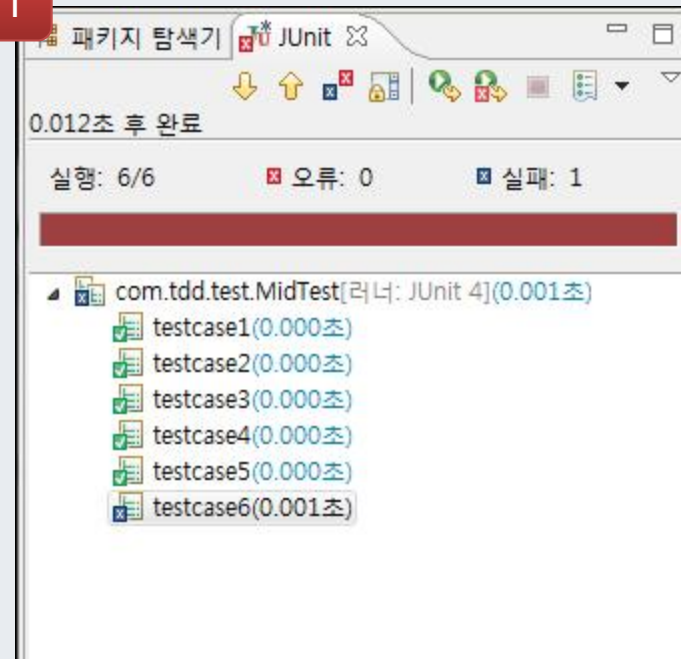 1
패키지 탐색기 JUnit
0.012초 후 완료
실행: 6/6 오류: 0 실패: 1
com.tdd.test.MidTest[러너: JUnit 4](0.001초)
testcase1(0.000초)
testcase2(0.000초)
testcase3(0.000초)
testcase4(0.000초)
testcase5(0.000초)
testcase6(0.001초)